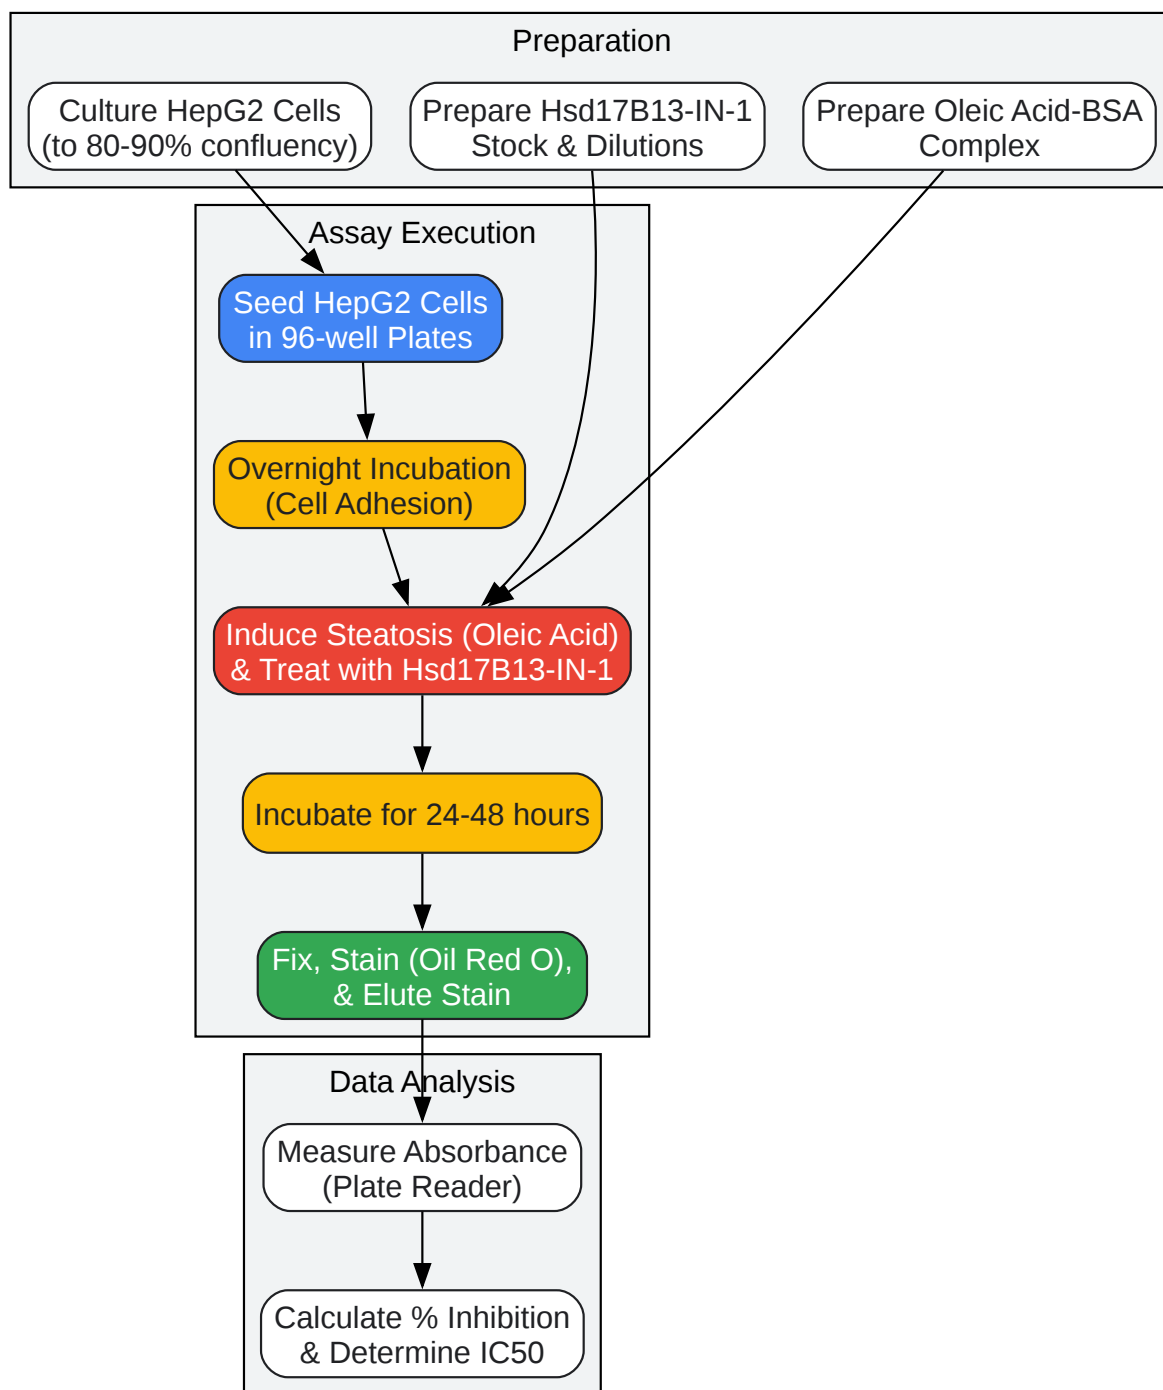 Preparation
Culture HepG2 Cells
(to 80-90% confluency)
Prepare Hsd17B13-IN-1
Stock & Dilutions
Prepare Oleic Acid-BSA
Complex
Assay Execution
Seed HepG2 Cells
in 96-well Plates
Overnight Incubation
(Cell Adhesion)
Induce Steatosis (Oleic Acid)
& Treat with Hsd17B13-IN-1
Incubate for 24-48 hours
Fix, Stain (Oil Red O),
& Elute Stain
Data Analysis
Measure Absorbance
(Plate Reader)
Calculate % Inhibition
& Determine IC50